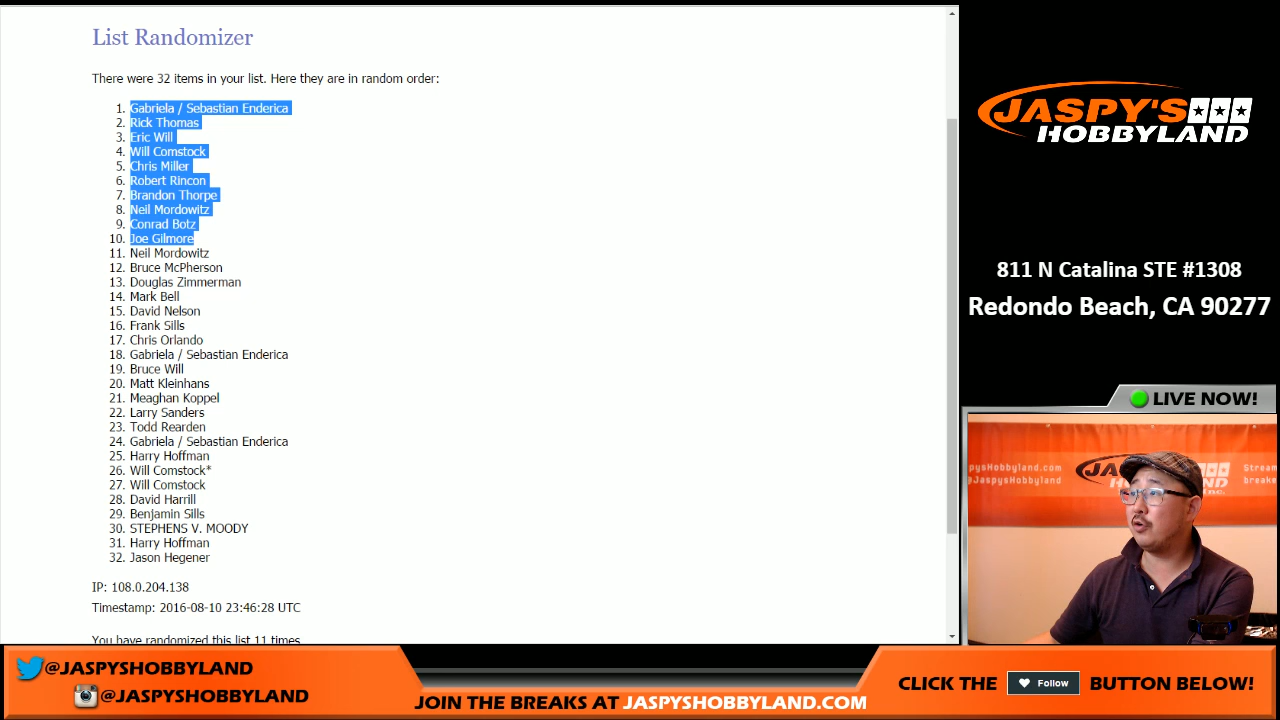 List Randomizer
There were 32 items in your list. Here they are in random order:
1. Gabriela / Sebastian Enderica
2. Rick Thomas
3. Eric Will
4. Will Comstock
5. Chris Miller
6. Robert Rincon
7. Brandon Thorpe
8. Neil Mordowitz
9. Conrad Botz
10. Joe Gilmore
11. Neil Mordowitz
12. Bruce McPherson
13. Douglas Zimmerman
14. Mark Bell
15. David Nelson
16. Frank Sills
17. Chris Orlando
18. Gabriela / Sebastian Enderica
19. Bruce Will
20. Matt Kleinhans
21. Meaghan Koppel
22. Larry Sanders
23. Todd Rearden
24. Gabriela / Sebastian Enderica
25. Harry Hoffman
26. Will Comstock*
27. Will Comstock
28. David Harrill
29. Benjamin Sills
30. STEPHENS V. MOODY
31. Harry Hoffman
32. Jason Hegener
IP: 108.0.204.138
Timestamp: 2016-08-10 23:46:28 UTC
You have randomized this list 11 times
JASPY'S
HOBBYLAND
811 N Catalina STE #1308
Redondo Beach, CA 90277
LIVE NOW!
@JASPYSHOBBYLAND
@JASPYSHOBBYLAND
JOIN THE BREAKS AT JASPYSHOBBYLAND.COM
CLICK THE Follow BUTTON BELOW!